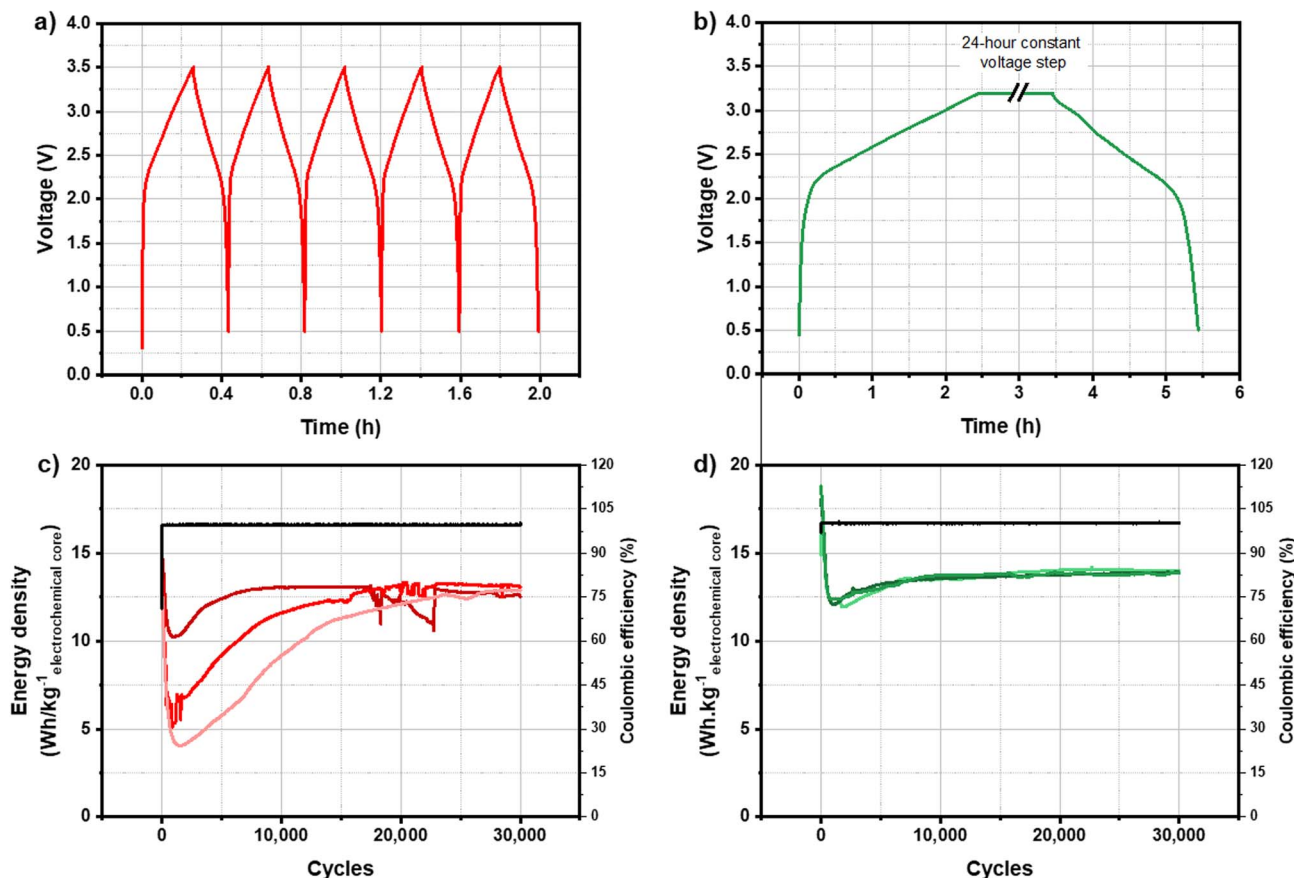 a)
4.0
3.5
3.0
2.5
2.0
1.5
1.0
0.5
0.0
Voltage (V)
0.0 0.4 0.8 1.2 1.6 2.0
Time (h)
b)
24-hour constant
voltage step
4.0
3.5
3.0
2.5
2.0
1.5
1.0
0.5
0.0
Voltage (V)
0 1 2 3 4 5 6
Time (h)
c)
20
15
10
5
0
Energy density
(Wh/kg⁻¹ electrochemical core)
120
105
90
75
60
45
30
15
0
Coulombic efficiency (%)
0 10,000 20,000 30,000
Cycles
d)
20
15
10
5
0
Energy density
(Wh.kg⁻¹ electrochemical core)
120
105
90
75
60
45
30
15
0
Coulombic efficiency (%)
0 10,000 20,000 30,000
Cycles